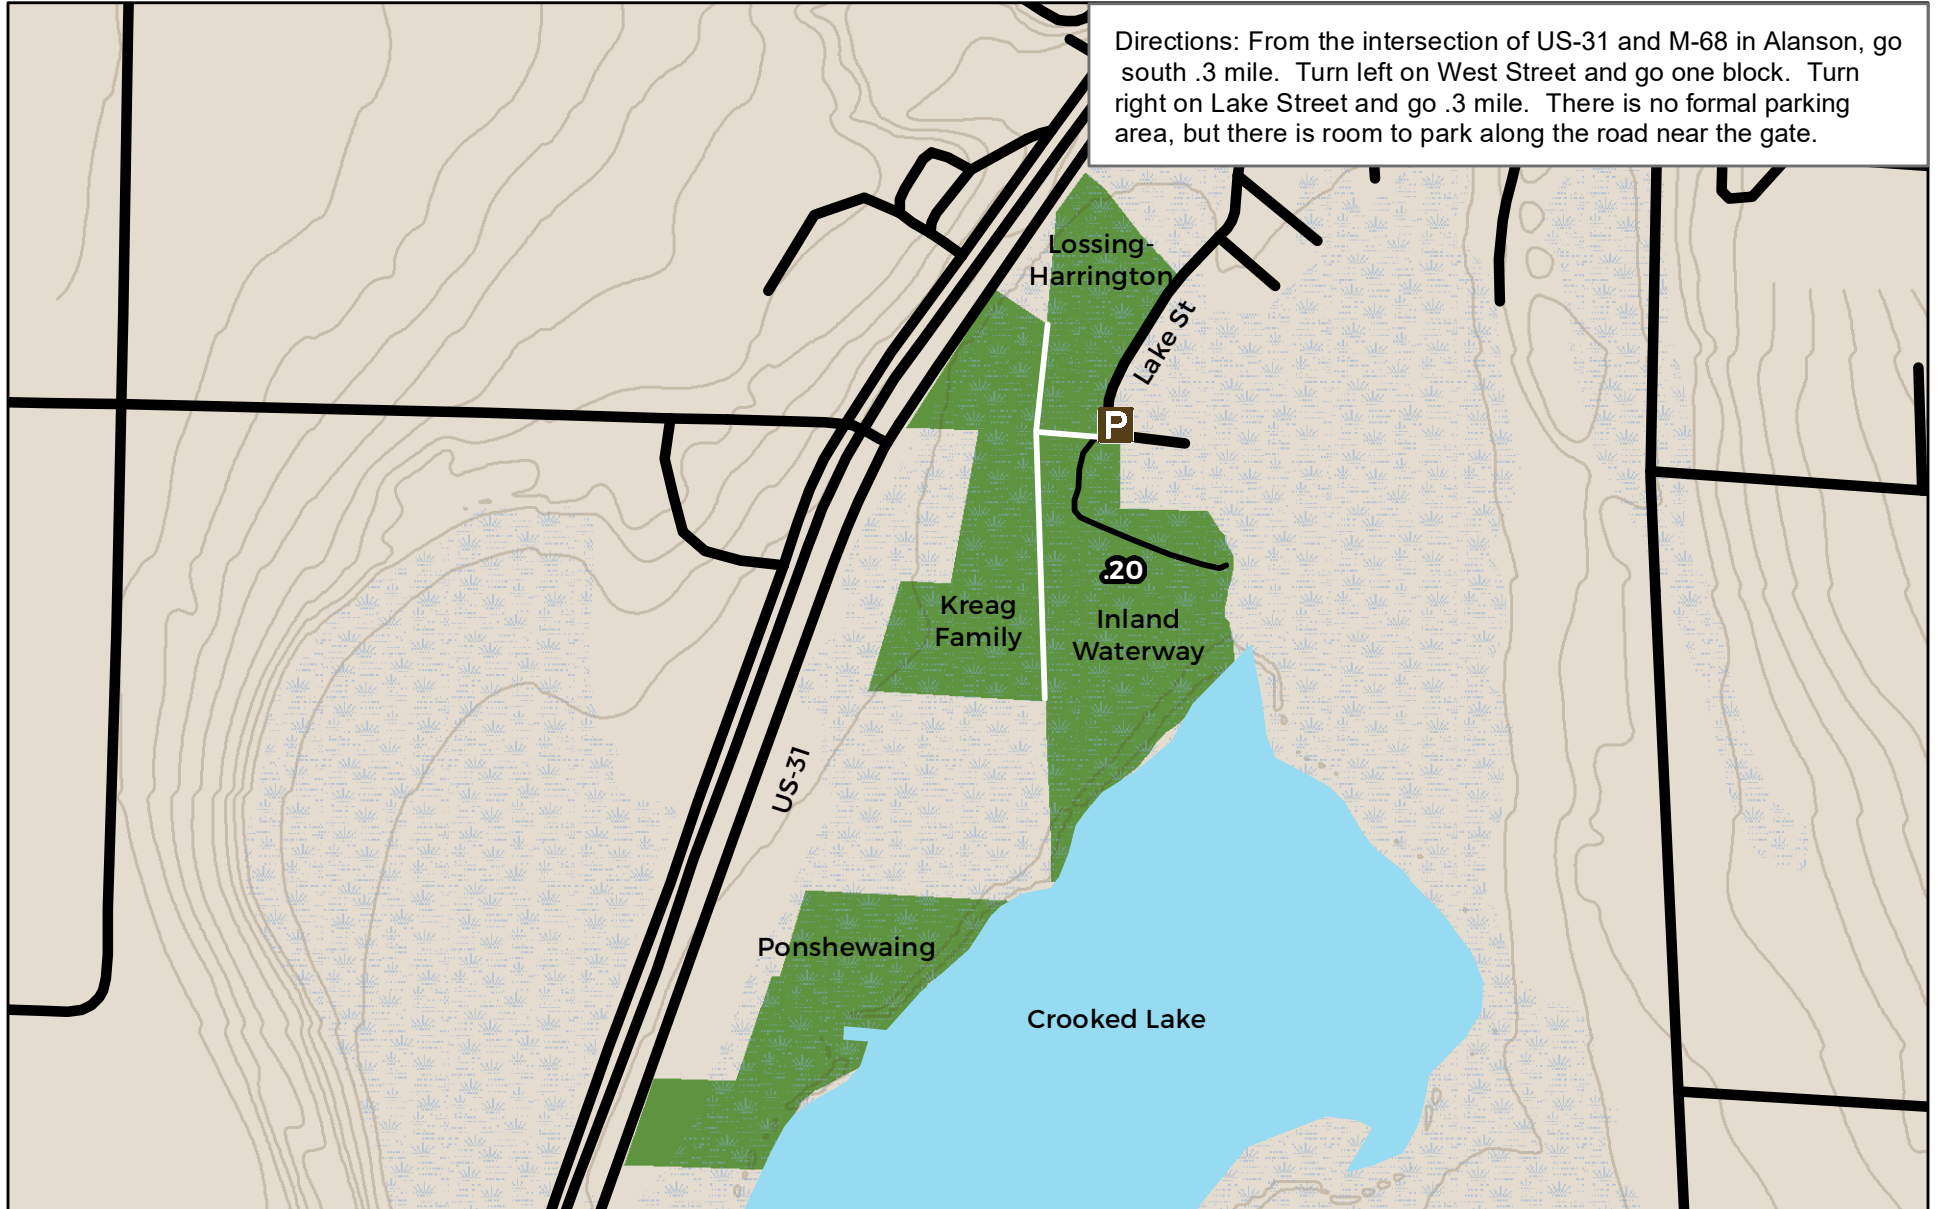 Directions: From the intersection of US-31 and M-68 in Alanson, go
south .3 mile.  Turn left on West Street and go one block.  Turn
right on Lake Street and go .3 mile.  There is no formal parking
area, but there is room to park along the road near the gate.
Lossing-
Harrington
Lake St
P
.20
Kreag
Family
Inland
Waterway
US-31
Ponshewaing
Crooked Lake